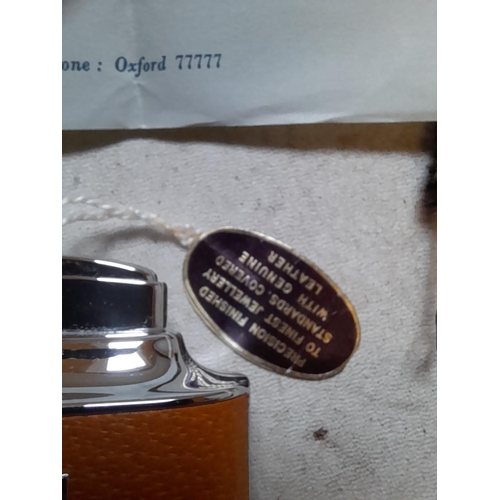 one : Oxford 77777
PRECISION FINISHED
TO FINEST JEWELLERY
STANDARDS COVERED
WITH GENUINE
LEATHER